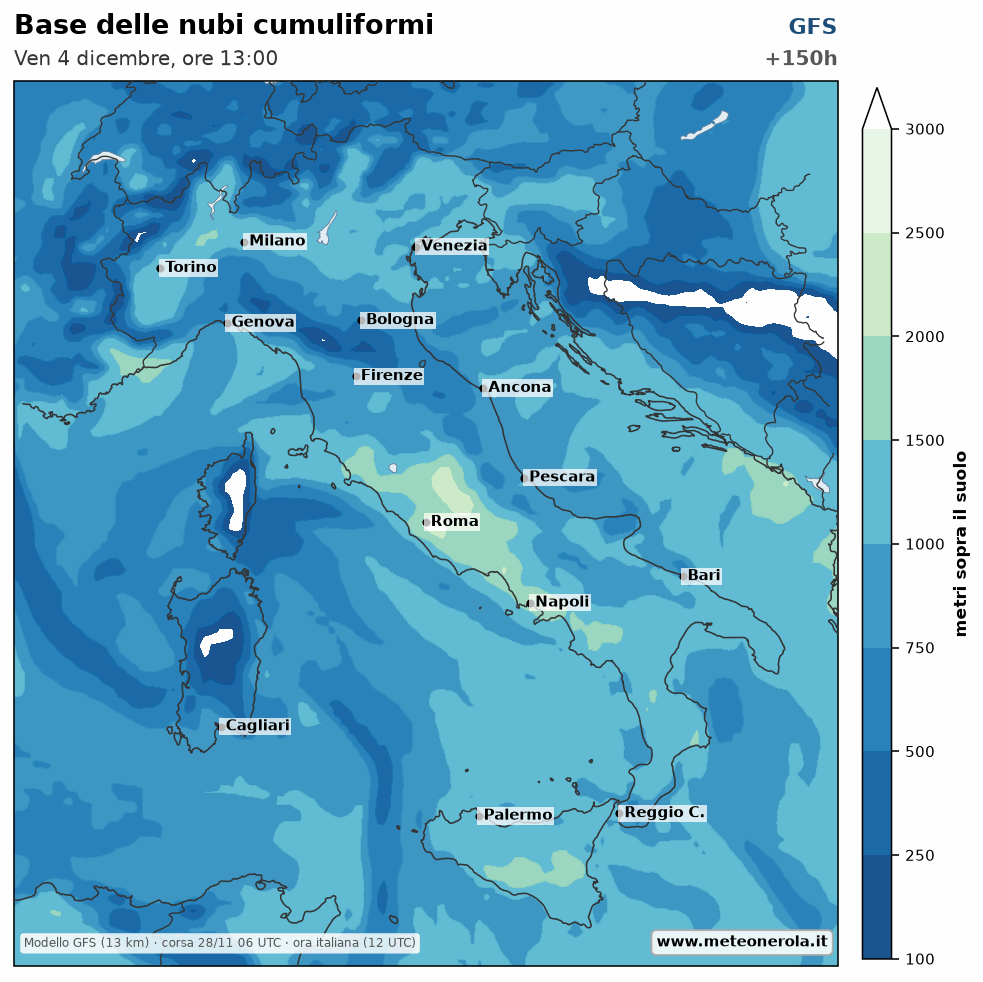 Base delle nubi cumuliformi
GFS
Ven 4 dicembre, ore 13:00
+150h
3000
2500
2000
1500
1000
750
500
250
100
metri sopra il suolo
Milano
Venezia
Torino
Genova
Bologna
Firenze
Ancona
Pescara
Roma
Bari
Napoli
Cagliari
Palermo
Reggio C.
Modello GFS (13 km) · corsa 28/11 06 UTC · ora italiana (12 UTC)
www.meteonerola.it